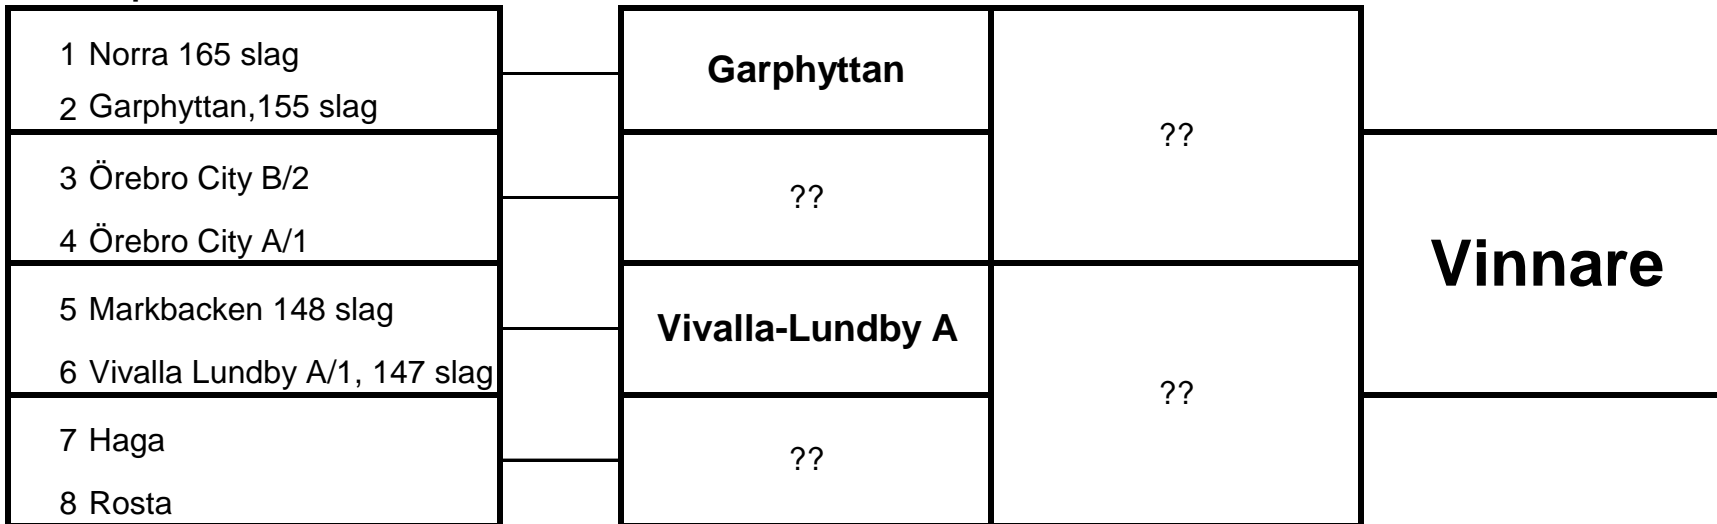 1 Norra 165 slag
2 Garphyttan,155 slag
3 Örebro City B/2
4 Örebro City A/1
5 Markbacken 148 slag
6 Vivalla Lundby A/1, 147 slag
7 Haga
8 Rosta
Garphyttan
??
Vivalla-Lundby A
??
??
??
Vinnare